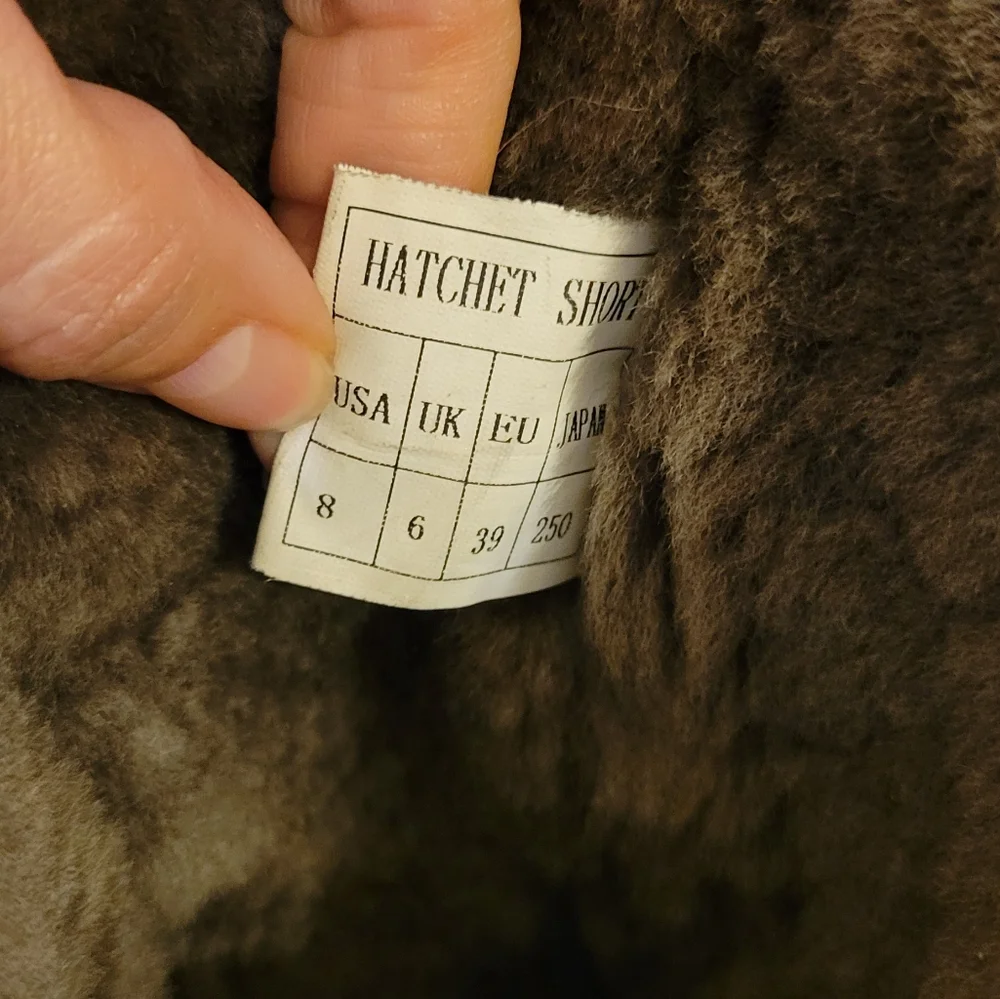 HATCHET SHORT
USA UK EU JAPAN
8 6 39 250